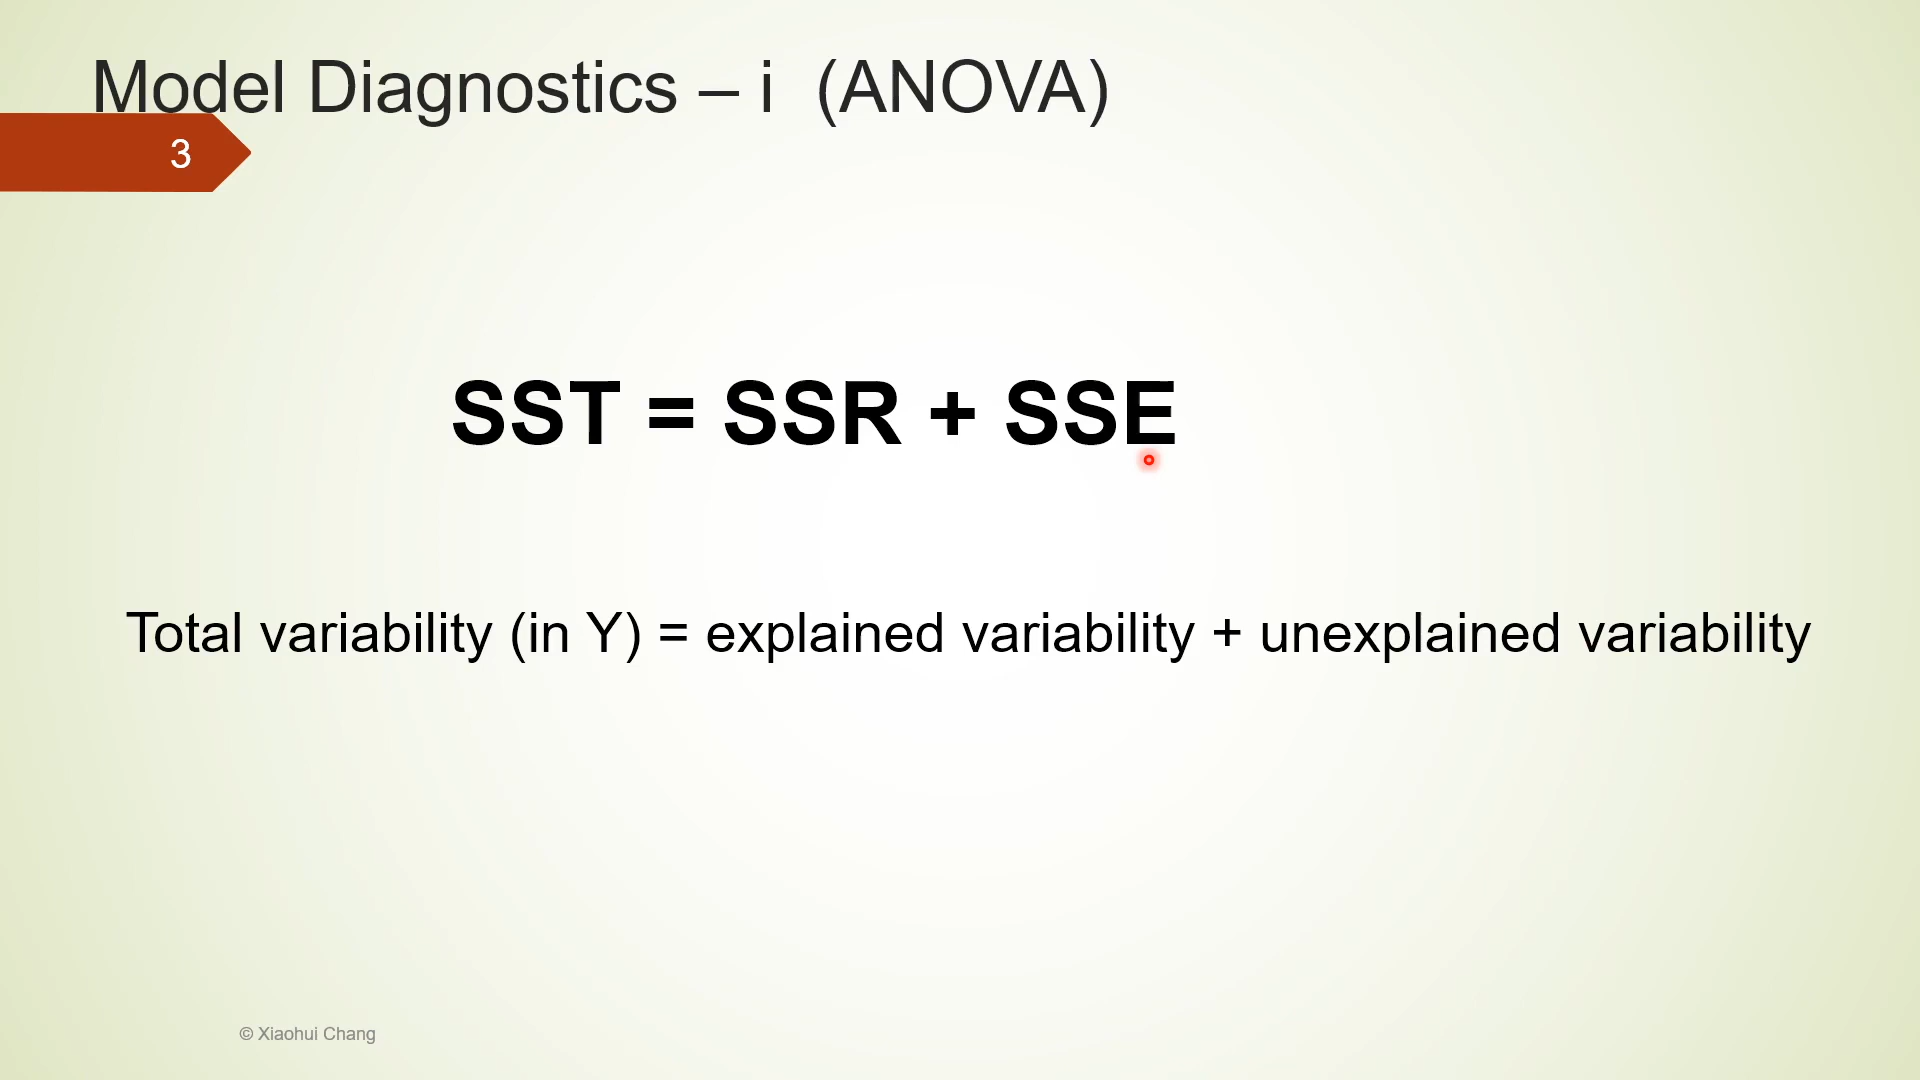 Model Diagnostics – i (ANOVA)
3
SST = SSR + SSE
Total variability (in Y) = explained variability + unexplained variability
© Xiaohui Chang